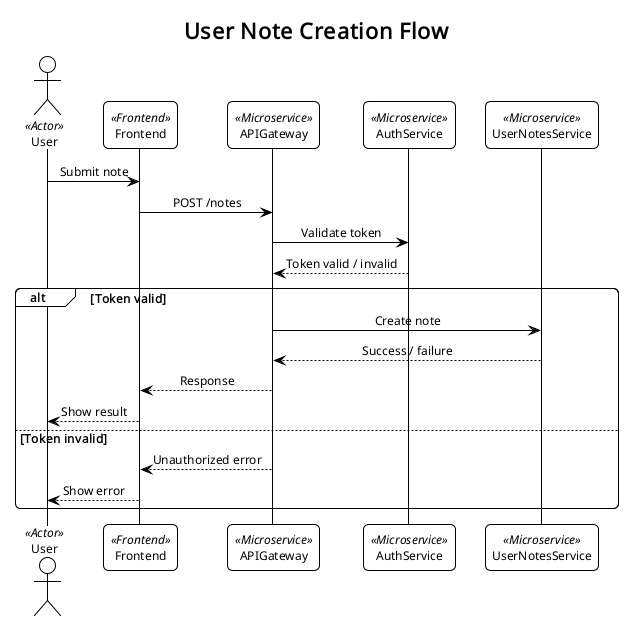 User Note Creation Flow
«Actor»
User
«Frontend»
Frontend
«Microservice»
APIGateway
«Microservice»
AuthService
«Microservice»
UserNotesService
Submit note
POST /notes
Validate token
Token valid / invalid
alt
[Token valid]
Create note
Success / failure
Response
Show result
[Token invalid]
Unauthorized error
Show error
«Actor»
User
«Frontend»
Frontend
«Microservice»
APIGateway
«Microservice»
AuthService
«Microservice»
UserNotesService